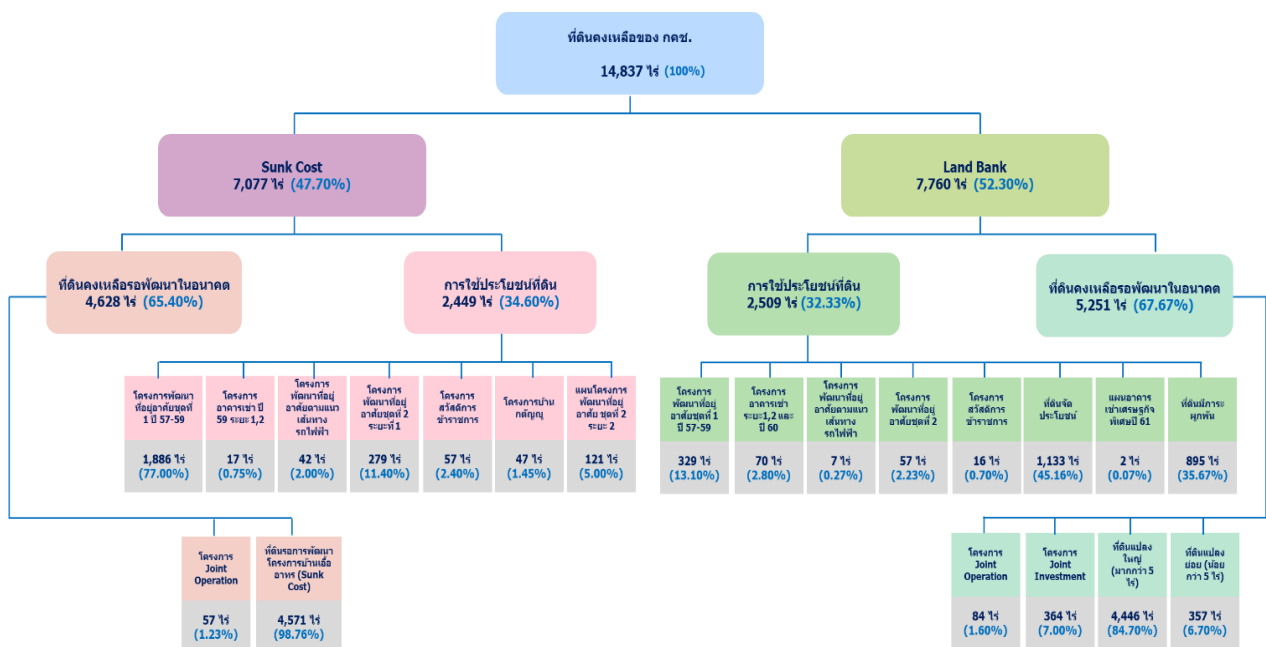 ที่ดินคงเหลือของ กคช.
14,837 ไร่ (100%)
Sunk Cost
7,077 ไร่ (47.70%)
Land Bank
7,760 ไร่ (52.30%)
ที่ดินคงเหลือรอพัฒนาในอนาคต
4,628 ไร่ (65.40%)
การใช้ประโยชน์ที่ดิน
2,449 ไร่ (34.60%)
การใช้ประโยชน์ที่ดิน
2,509 ไร่ (32.33%)
ที่ดินคงเหลือรอพัฒนาในอนาคต
5,251 ไร่ (67.67%)
โครงการพัฒนา
ที่อยู่อาศัยชุดที่
1 ปี 57-59
1,886 ไร่
(77.00%)
โครงการ
อาคารเช่า ปี
59 ระยะ 1,2
17 ไร่
(0.75%)
โครงการ
พัฒนาที่อยู่
อาศัยตามแนว
เส้นทาง
รถไฟฟ้า
42 ไร่
(2.00%)
โครงการ
พัฒนาที่อยู่
อาศัยชุดที่ 2
ระยะที่ 1
279 ไร่
(11.40%)
โครงการ
สวัสดิการ
ข้าราชการ
57 ไร่
(2.40%)
โครงการบ้าน
กตัญญู
47 ไร่
(1.45%)
แผนโครงการ
พัฒนาที่อยู่
อาศัย ชุดที่ 2
ระยะ 2
121 ไร่
(5.00%)
โครงการ
พัฒนาที่อยู่
อาศัยชุดที่ 1
ปี 57-59
329 ไร่
(13.10%)
โครงการ
อาคารเช่า
ระยะ1,2 และ
ปี 60
70 ไร่
(2.80%)
โครงการ
พัฒนาที่อยู่
อาศัยตามแนว
เส้นทาง
รถไฟฟ้า
7 ไร่
(0.27%)
โครงการ
พัฒนาที่อยู่
อาศัยชุดที่ 2
57 ไร่
(2.23%)
โครงการ
สวัสดิการ
ข้าราชการ
16 ไร่
(0.70%)
ที่ดินจัด
ประโยชน์
1,133 ไร่
(45.16%)
แผนอาคาร
เช่าเศรษฐกิจ
พิเศษปี 61
2 ไร่
(0.07%)
ที่ดินมีภาระ
ผูกพัน
895 ไร่
(35.67%)
โครงการ
Joint
Operation
57 ไร่
(1.23%)
ที่ดินรอการพัฒนา
โครงการบ้านเอื้อ
อาทร (Sunk
Cost)
4,571 ไร่
(98.76%)
โครงการ
Joint
Operation
84 ไร่
(1.60%)
โครงการ
Joint
Investment
364 ไร่
(7.00%)
ที่ดินแปลง
ใหญ่
(มากกว่า 5
ไร่)
4,446 ไร่
(84.70%)
ที่ดินแปลง
ย่อย (น้อย
กว่า 5 ไร่)
357 ไร่
(6.70%)